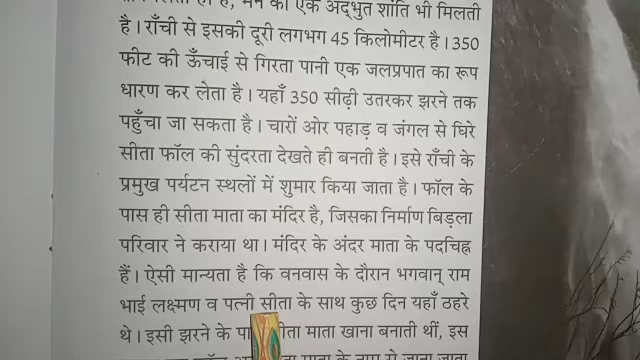 है, मन को एक अद्भुत शांति भी मिलती
है। राँची से इसकी दूरी लगभग 45 किलोमीटर है। 350
फीट की ऊँचाई से गिरता पानी एक जलप्रपात का रूप
धारण कर लेता है। यहाँ 350 सीढ़ी उतरकर झरने तक
पहुँचा जा सकता है। चारों ओर पहाड़ व जंगल से घिरे
सीता फॉल की सुंदरता देखते ही बनती है। इसे राँची के
प्रमुख पर्यटन स्थलों में शुमार किया जाता है। फॉल के
पास ही सीता माता का मंदिर है, जिसका निर्माण बिड़ला
परिवार ने कराया था। मंदिर के अंदर माता के पदचिह्न
हैं। ऐसी मान्यता है कि वनवास के दौरान भगवान् राम
भाई लक्ष्मण व पत्नी सीता के साथ कुछ दिन यहाँ ठहरे
थे। इसी झरने के माता खाना बनाती थीं, इस
माता के नाम से जाना जाता